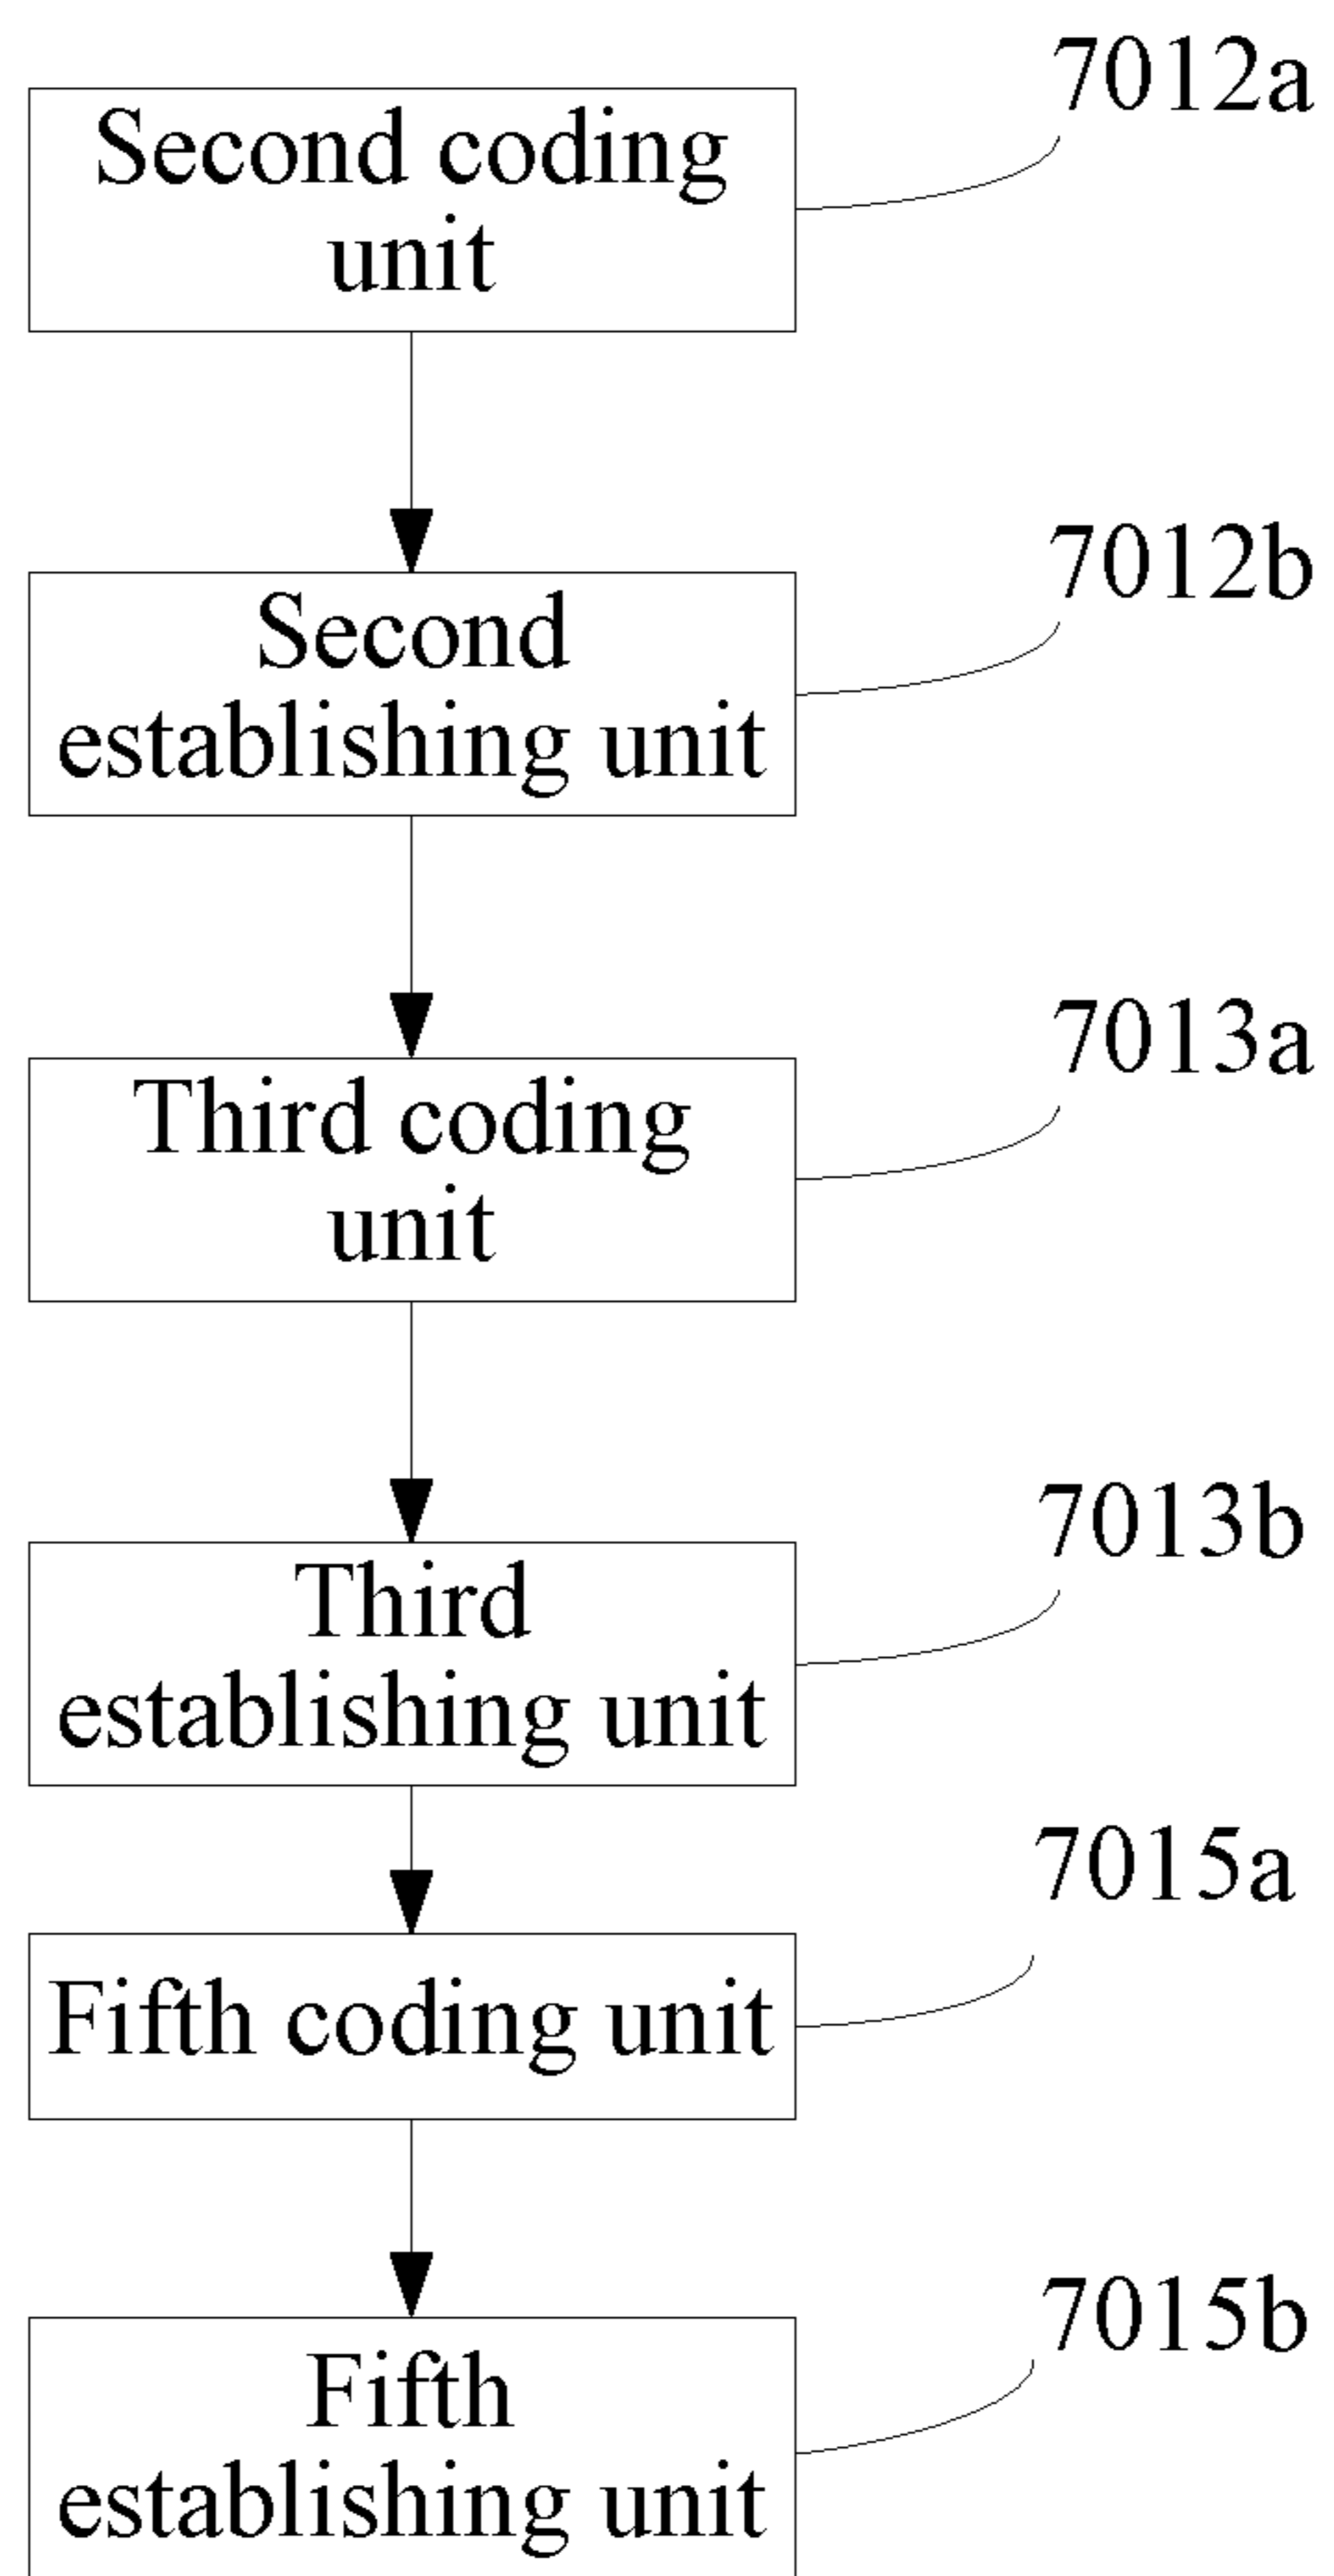 7012a
Second coding
unit
7012b
Second
establishing unit
7013a
Third coding
unit
7013b
Third
establishing unit
7015a
Fifth coding unit
7015b
Fifth
establishing unit